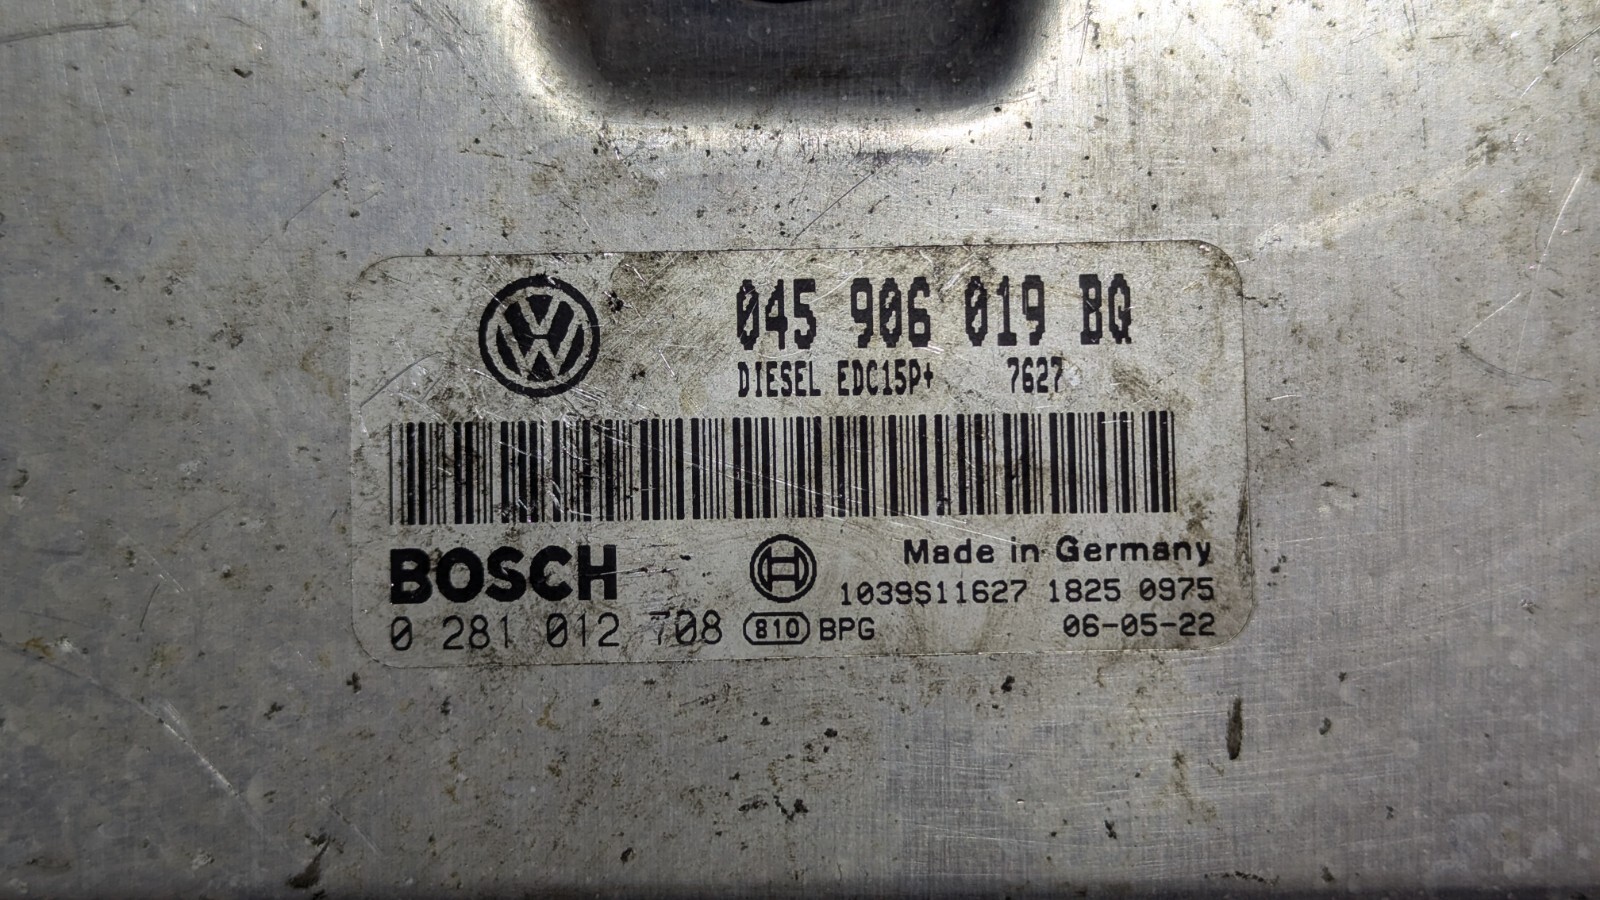 045 906 019 BQ
DIESEL EDC15P+ 7627
BOSCH
Made in Germany
1039S11627 1825 0975
0 281 012 708 810 BPG 06-05-22